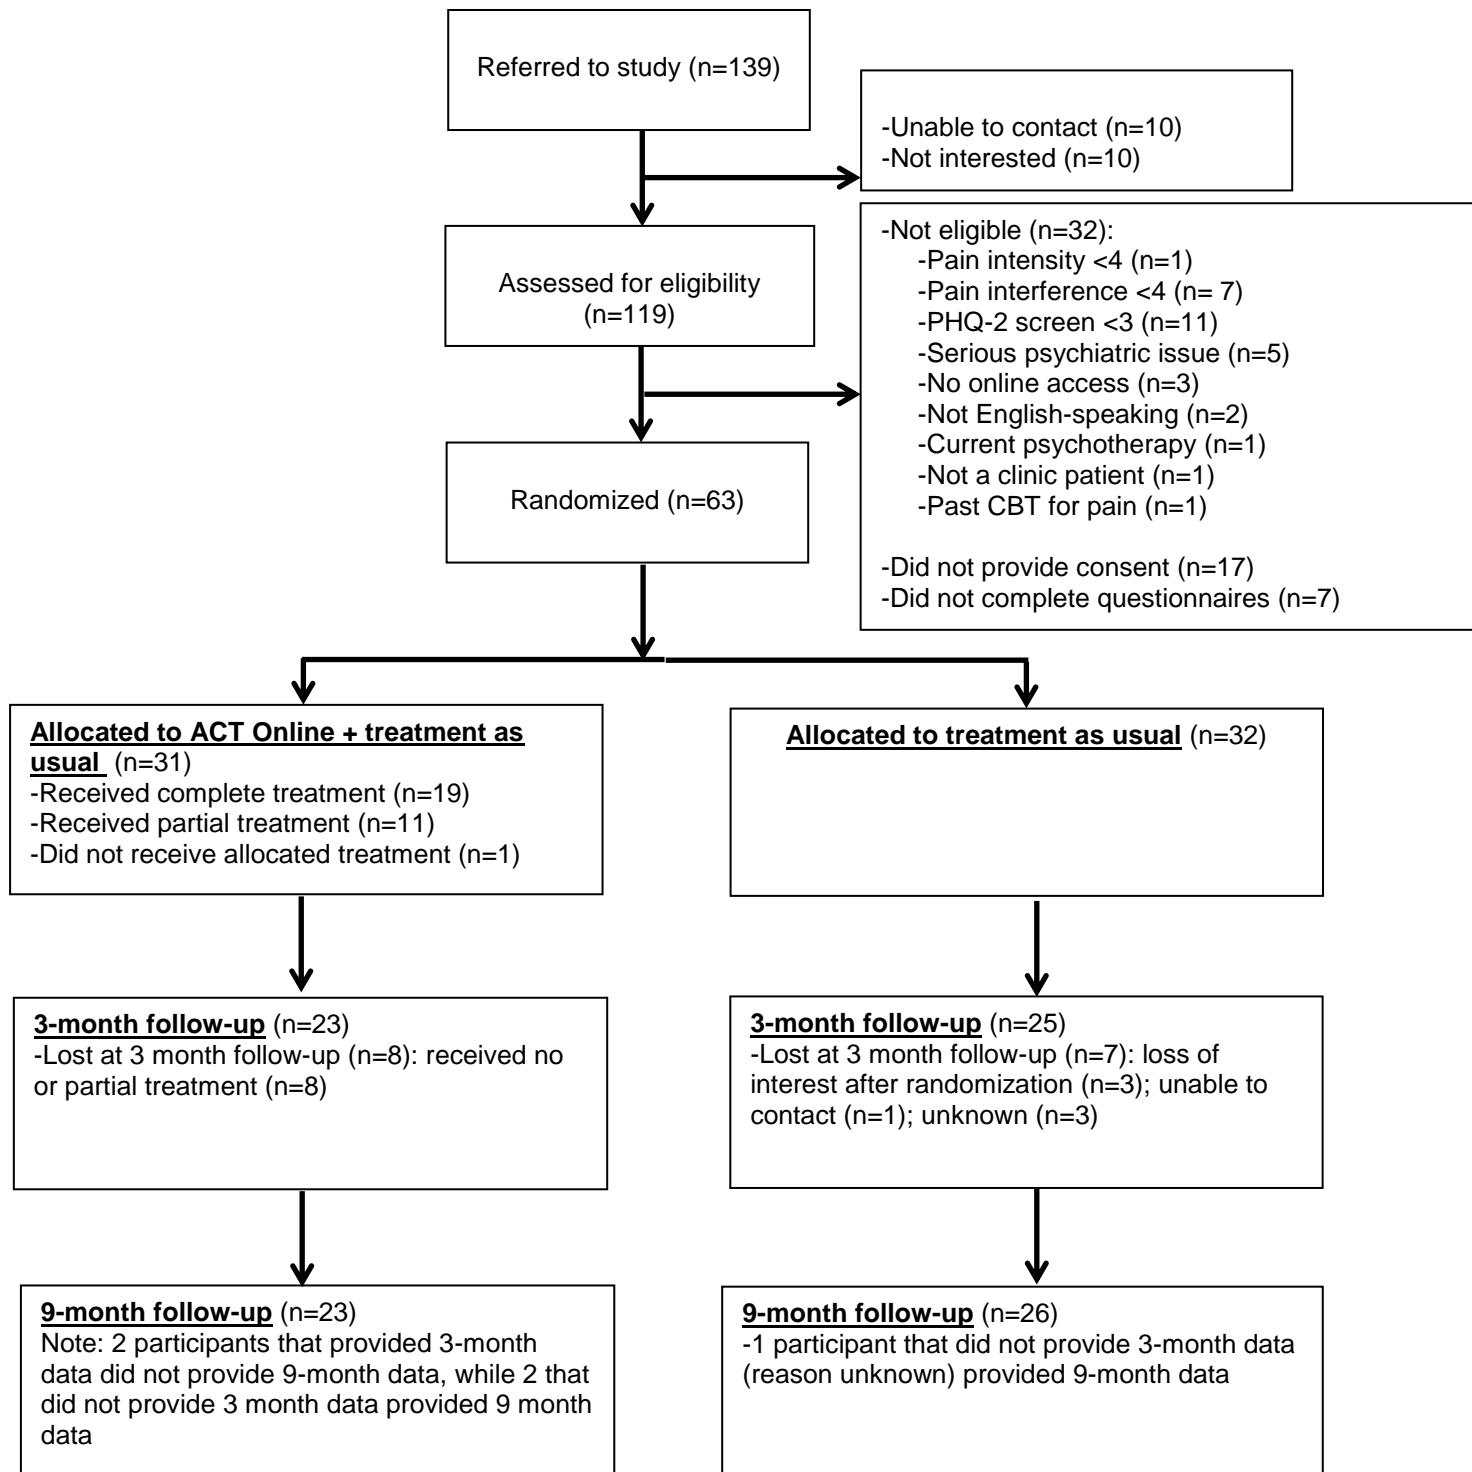 Referred to study (n=139)
-Unable to contact (n=10)
-Not interested (n=10)
Assessed for eligibility
(n=119)
-Not eligible (n=32):
-Pain intensity <4 (n=1)
-Pain interference <4 (n= 7)
-PHQ-2 screen <3 (n=11)
-Serious psychiatric issue (n=5)
-No online access (n=3)
-Not English-speaking (n=2)
-Current psychotherapy (n=1)
-Not a clinic patient (n=1)
-Past CBT for pain (n=1)
-Did not provide consent (n=17)
-Did not complete questionnaires (n=7)
Randomized (n=63)
Allocated to ACT Online + treatment as
usual (n=31)
-Received complete treatment (n=19)
-Received partial treatment (n=11)
-Did not receive allocated treatment (n=1)
Allocated to treatment as usual (n=32)
3-month follow-up (n=23)
-Lost at 3 month follow-up (n=8): received no
or partial treatment (n=8)
3-month follow-up (n=25)
-Lost at 3 month follow-up (n=7): loss of
interest after randomization (n=3); unable to
contact (n=1); unknown (n=3)
9-month follow-up (n=23)
Note: 2 participants that provided 3-month
data did not provide 9-month data, while 2 that
did not provide 3 month data provided 9 month
data
9-month follow-up (n=26)
-1 participant that did not provide 3-month data
(reason unknown) provided 9-month data